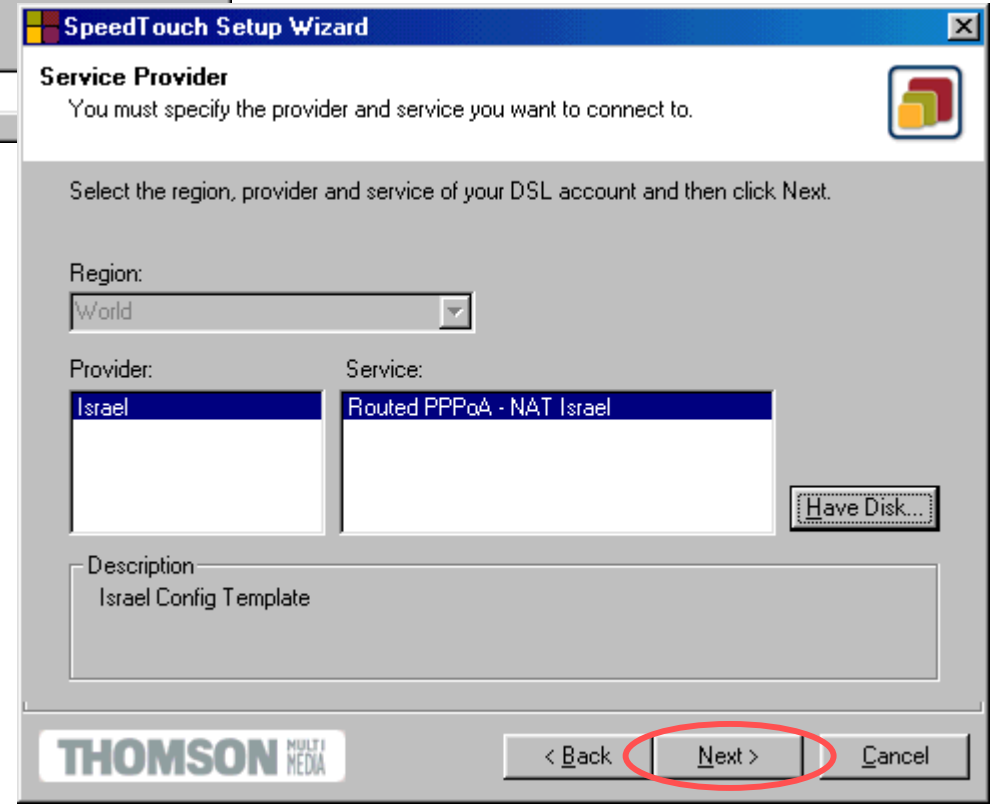 SpeedTouch Setup Wizard
Service Provider
You must specify the provider and service you want to connect to.
Select the region, provider and service of your DSL account and then click Next.
Region:
World
Provider:
Service:
Israel
Routed PPPoA - NAT Israel
Have Disk...
Description
Israel Config Template
THOMSON MULTI MEDIA
< Back
Next >
Cancel